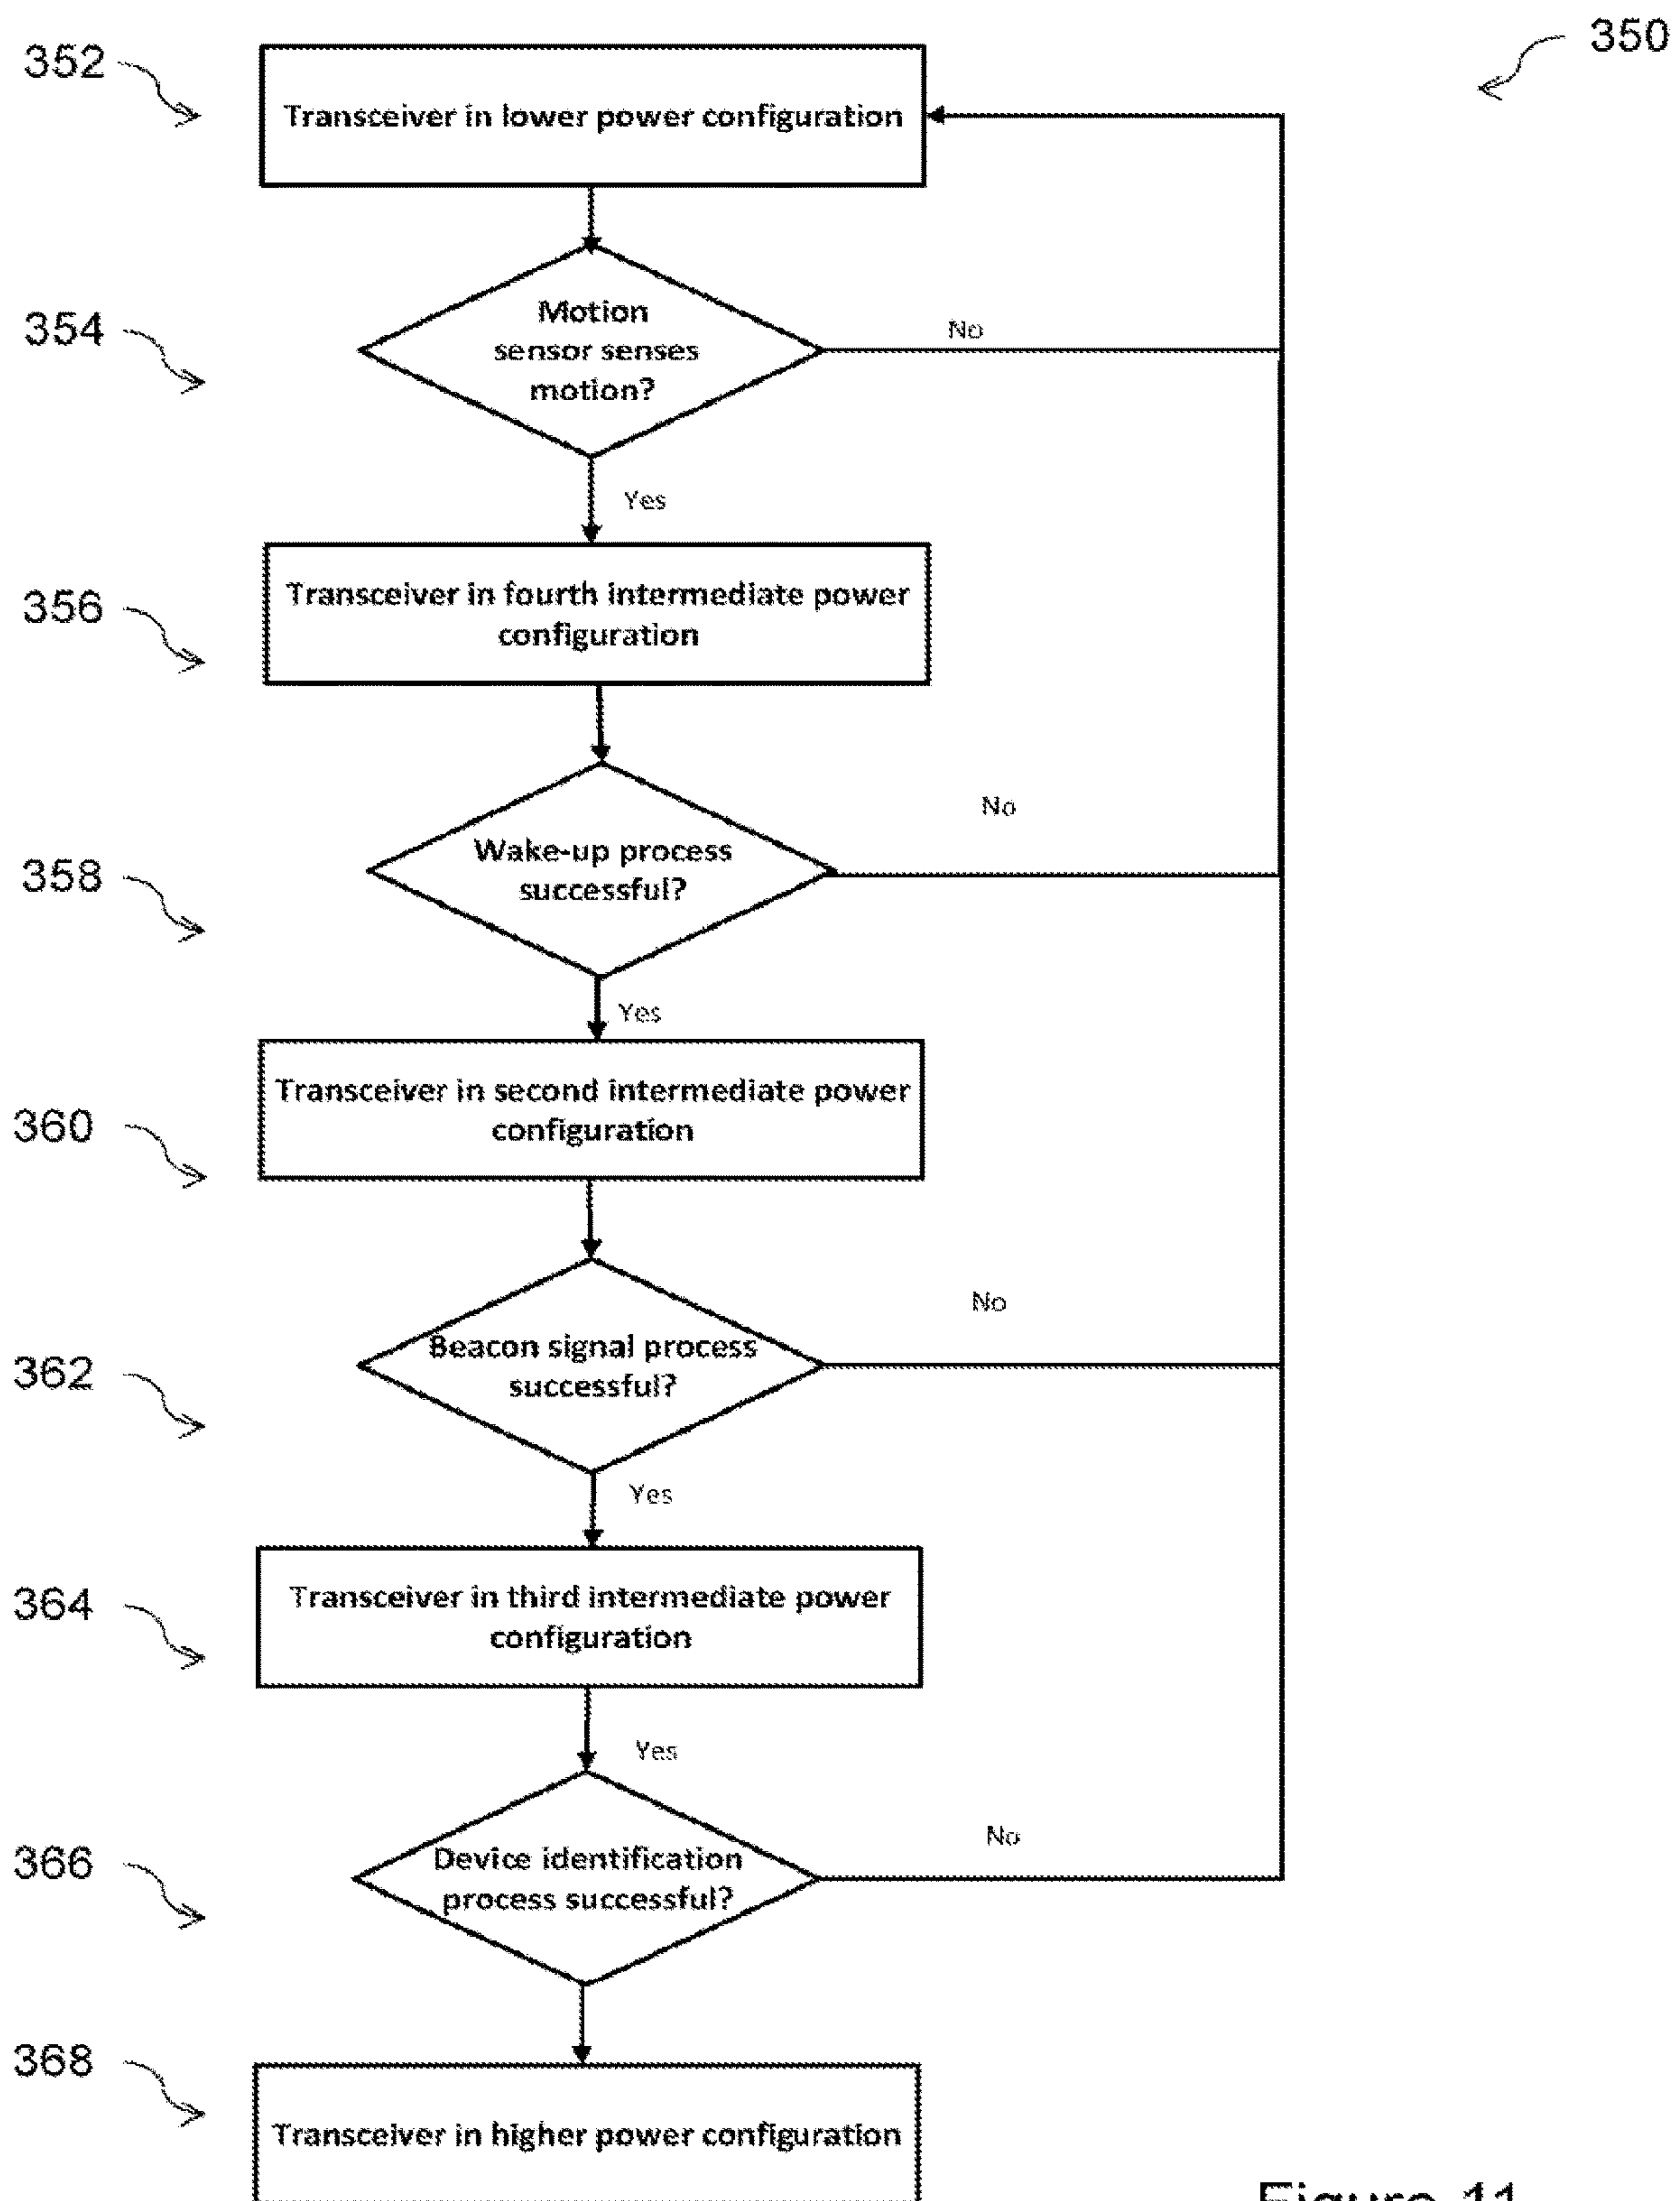 350
352
Transceiver in lower power configuration
354
Motion
sensor senses
motion?
No
Yes
356
Transceiver in fourth intermediate power
configuration
358
Wake-up process
successful?
No
Yes
360
Transceiver in second intermediate power
configuration
362
Beacon signal process
successful?
No
Yes
364
Transceiver in third intermediate power
configuration
Yes
366
Device identification
process successful?
No
368
Transceiver in higher power configuration
Figure 11